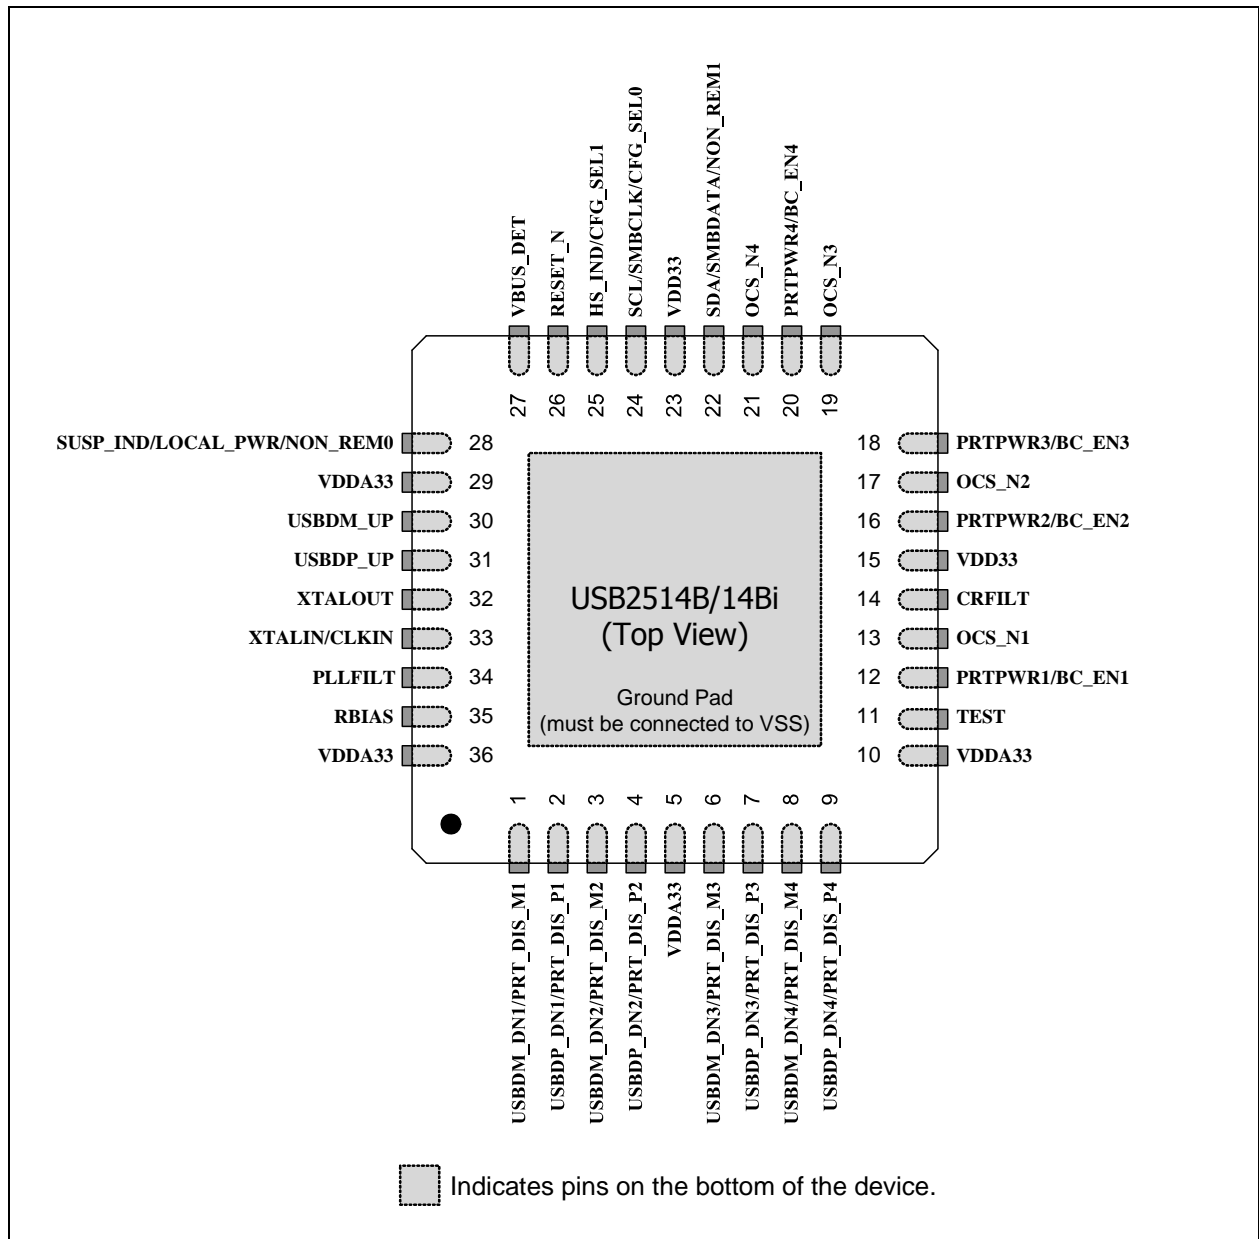 VBUS_DET
RESET_N
HS_IND/CFG_SEL1
SCL/SMBCLK/CFG_SEL0
VDD33
SDA/SMBDATA/NON_REM1
OCS_N4
PRTPWR4/BC_EN4
OCS_N3
27
26
25
24
23
22
21
20
19
SUSP_IND/LOCAL_PWR/NON_REM0 28
VDDA33 29
USBDM_UP 30
USBDP_UP 31
XTALOUT 32
XTALIN/CLKIN 33
PLLFILT 34
RBIAS 35
VDDA33 36
USB2514B/14Bi
(Top View)
Ground Pad
(must be connected to VSS)
18 PRTPWR3/BC_EN3
17 OCS_N2
16 PRTPWR2/BC_EN2
15 VDD33
14 CRFILT
13 OCS_N1
12 PRTPWR1/BC_EN1
11 TEST
10 VDDA33
1
2
3
4
5
6
7
8
9
USBDM_DN1/PRT_DIS_M1
USBDP_DN1/PRT_DIS_P1
USBDM_DN2/PRT_DIS_M2
USBDP_DN2/PRT_DIS_P2
VDDA33
USBDM_DN3/PRT_DIS_M3
USBDP_DN3/PRT_DIS_P3
USBDM_DN4/PRT_DIS_M4
USBDP_DN4/PRT_DIS_P4
Indicates pins on the bottom of the device.